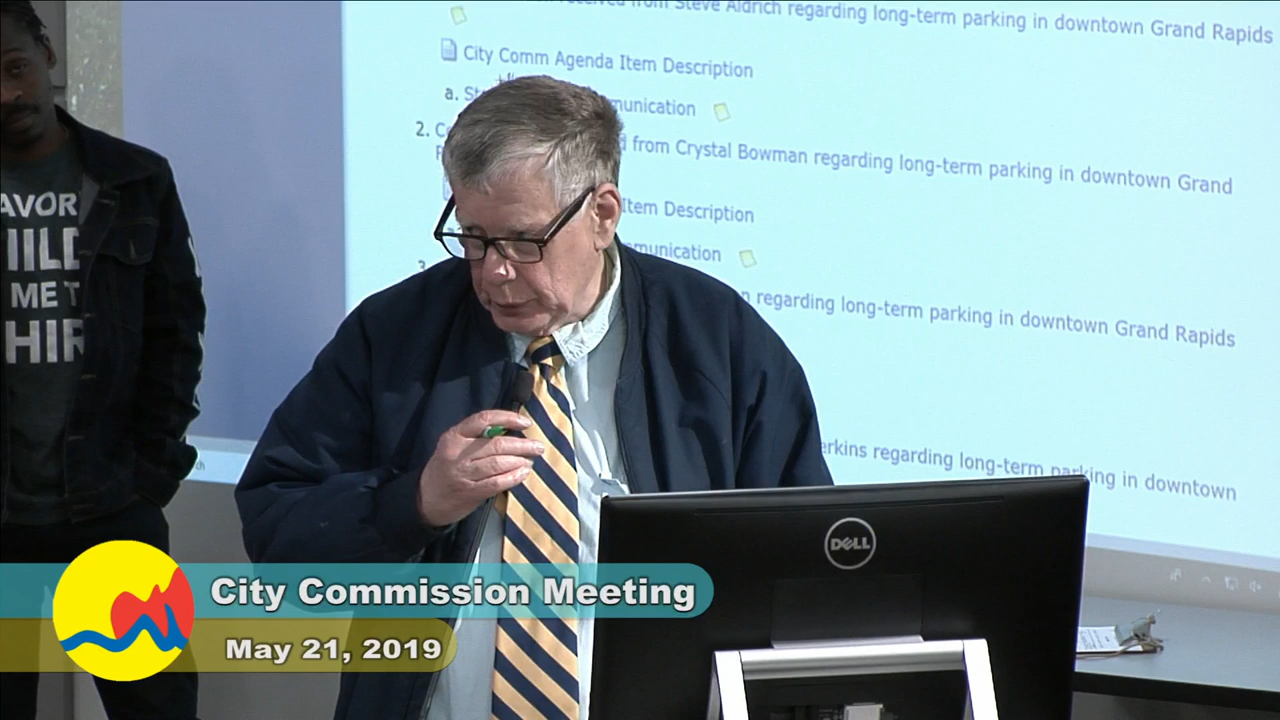 received from Steve Aldrich regarding long-term parking in downtown Grand Rapids
City Comm Agenda Item Description
a. St munication
2. C from Crystal Bowman regarding long-term parking in downtown Grand
Item Description
munication
3
regarding long-term parking in downtown Grand Rapids
erkins regarding long-term parking in downtown
ch
AVOR
HILD
ME T
HIR
DELL
City Commission Meeting
May 21, 2019